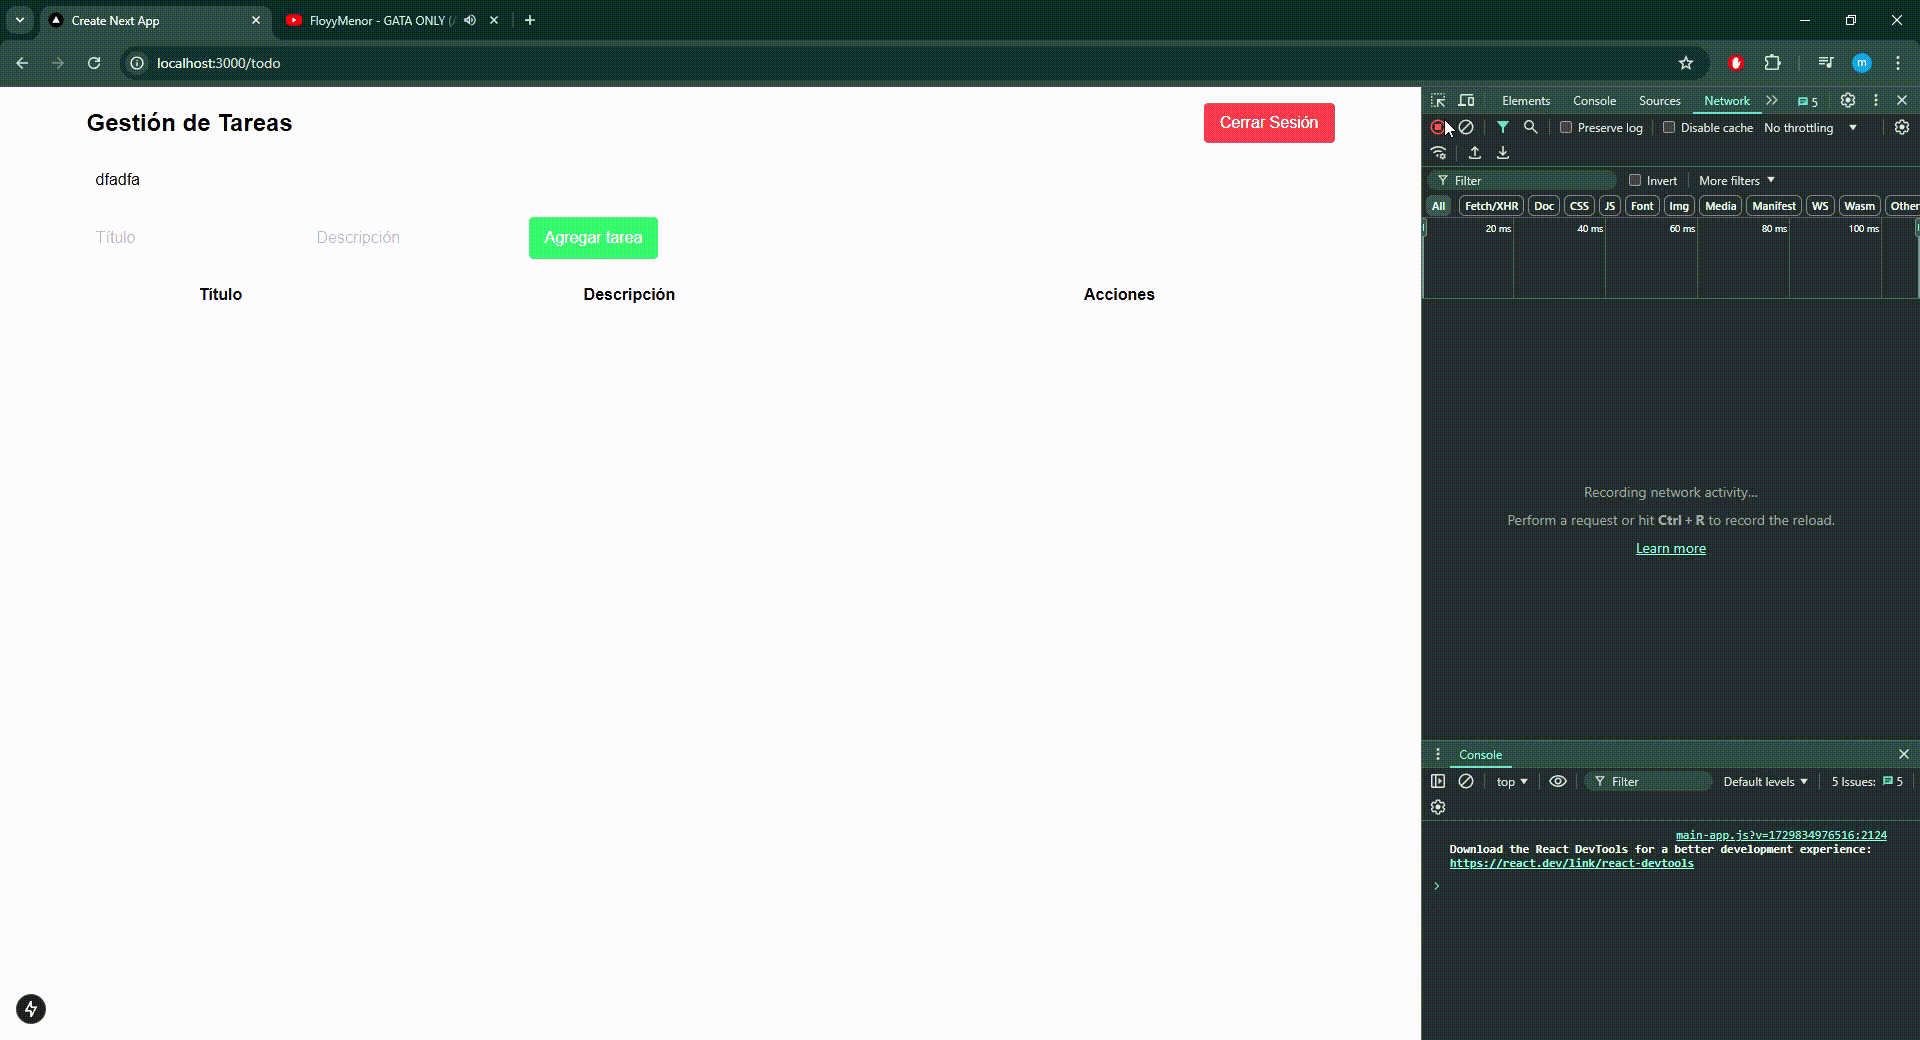 Create Next App
FloyyMenor - GATA ONLY (
localhost:3000/todo
Gestión de Tareas
Cerrar Sesión
dfadfa
Título
Descripción
Agregar tarea
Título
Descripción
Acciones
Elements
Console
Sources
Network
5
Preserve log
Disable cache
No throttling
Filter
Invert
More filters
All
Fetch/XHR
Doc
CSS
JS
Font
Img
Media
Manifest
WS
Wasm
Other
20 ms
40 ms
60 ms
80 ms
100 ms
Recording network activity...
Perform a request or hit Ctrl + R to record the reload.
Learn more
Console
top
Filter
Default levels
5 Issues:
5
main-app.js?v=1729834976516:2124
Download the React DevTools for a better development experience:
https://react.dev/link/react-devtools
m